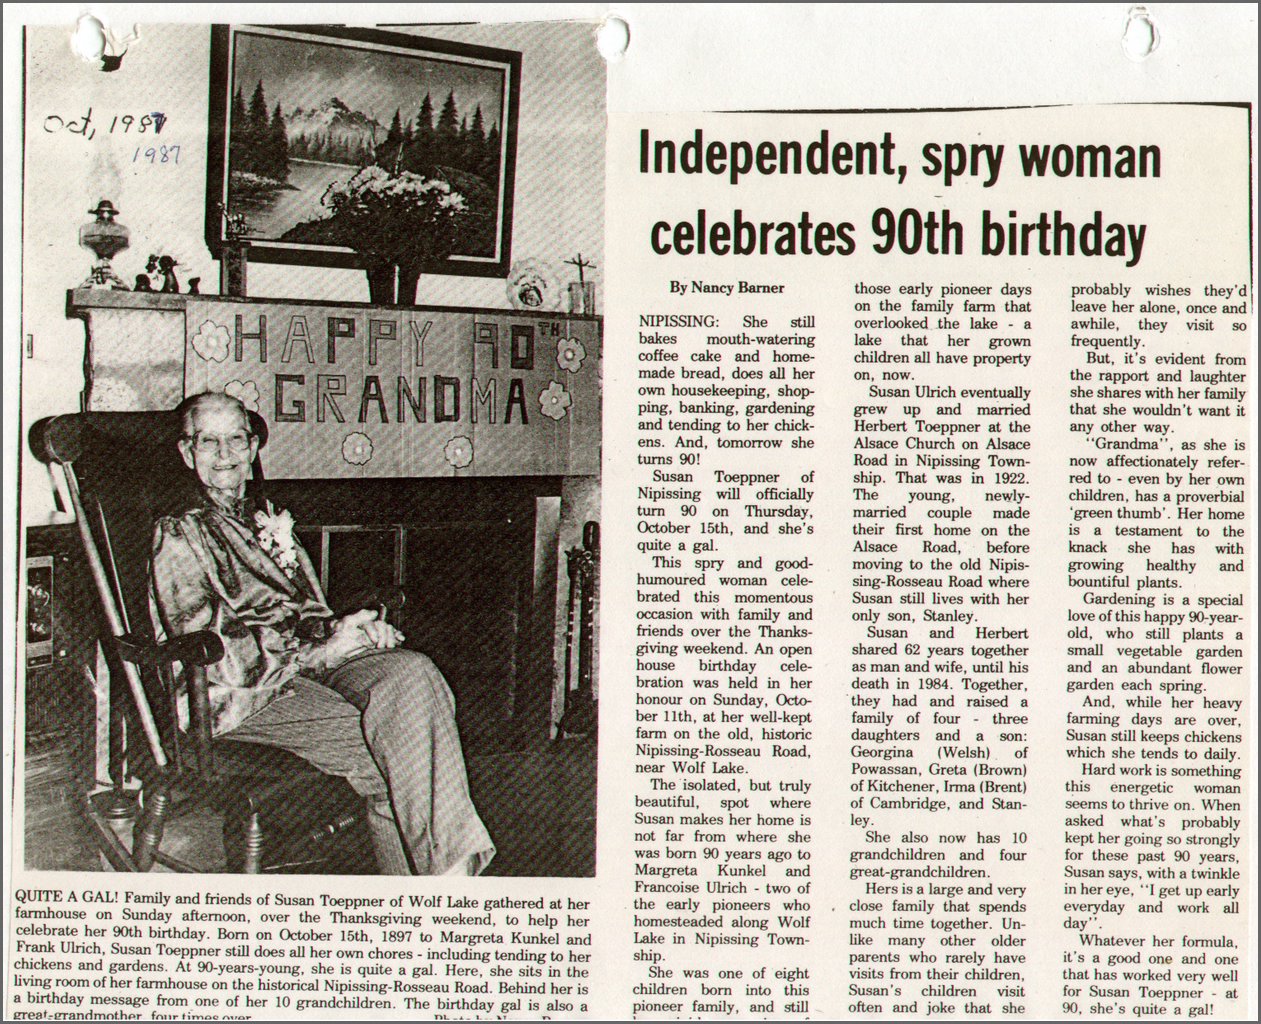 Oct, 1987
1987
HAPPY 90TH
GRANDMA
QUITE A GAL! Family and friends of Susan Toeppner of Wolf Lake gathered at her
farmhouse on Sunday afternoon, over the Thanksgiving weekend, to help her
celebrate her 90th birthday. Born on October 15th, 1897 to Margreta Kunkel and
Frank Ulrich, Susan Toeppner still does all her own chores - including tending to her
chickens and gardens. At 90-years-young, she is quite a gal. Here, she sits in the
living room of her farmhouse on the historical Nipissing-Rosseau Road. Behind her is
a birthday message from one of her 10 grandchildren. The birthday gal is also a
great-grandmother, four times over.
Independent, spry woman
celebrates 90th birthday
By Nancy Barner
NIPISSING: She still
bakes mouth-watering
coffee cake and home-
made bread, does all her
own housekeeping, shop-
ping, banking, gardening
and tending to her chick-
ens. And, tomorrow she
turns 90!
Susan Toeppner of
Nipissing will officially
turn 90 on Thursday,
October 15th, and she's
quite a gal.
This spry and good-
humoured woman cele-
brated this momentous
occasion with family and
friends over the Thanks-
giving weekend. An open
house birthday cele-
bration was held in her
honour on Sunday, Octo-
ber 11th, at her well-kept
farm on the old, historic
Nipissing-Rosseau Road,
near Wolf Lake.
The isolated, but truly
beautiful, spot where
Susan makes her home is
not far from where she
was born 90 years ago to
Margreta Kunkel and
Francoise Ulrich - two of
the early pioneers who
homesteaded along Wolf
Lake in Nipissing Town-
ship.
She was one of eight
children born into this
pioneer family, and still
those early pioneer days
on the family farm that
overlooked the lake - a
lake that her grown
children all have property
on, now.
Susan Ulrich eventually
grew up and married
Herbert Toeppner at the
Alsace Church on Alsace
Road in Nipissing Town-
ship. That was in 1922.
The young, newly-
married couple made
their first home on the
Alsace Road, before
moving to the old Nipis-
sing-Rosseau Road where
Susan still lives with her
only son, Stanley.
Susan and Herbert
shared 62 years together
as man and wife, until his
death in 1984. Together,
they had and raised a
family of four - three
daughters and a son:
Georgina (Welsh) of
Powassan, Greta (Brown)
of Kitchener, Irma (Brent)
of Cambridge, and Stan-
ley.
She also now has 10
grandchildren and four
great-grandchildren.
Hers is a large and very
close family that spends
much time together. Un-
like many other older
parents who rarely have
visits from their children,
Susan's children visit
often and joke that she
probably wishes they'd
leave her alone, once and
awhile, they visit so
frequently.
But, it's evident from
the rapport and laughter
she shares with her family
that she wouldn't want it
any other way.
"Grandma", as she is
now affectionately refer-
red to - even by her own
children, has a proverbial
'green thumb'. Her home
is a testament to the
knack she has with
growing healthy and
bountiful plants.
Gardening is a special
love of this happy 90-year-
old, who still plants a
small vegetable garden
and an abundant flower
garden each spring.
And, while her heavy
farming days are over,
Susan still keeps chickens
which she tends to daily.
Hard work is something
this energetic woman
seems to thrive on. When
asked what's probably
kept her going so strongly
for these past 90 years,
Susan says, with a twinkle
in her eye, "I get up early
everyday and work all
day".
Whatever her formula,
it's a good one and one
that has worked very well
for Susan Toeppner - at
90, she's quite a gal!